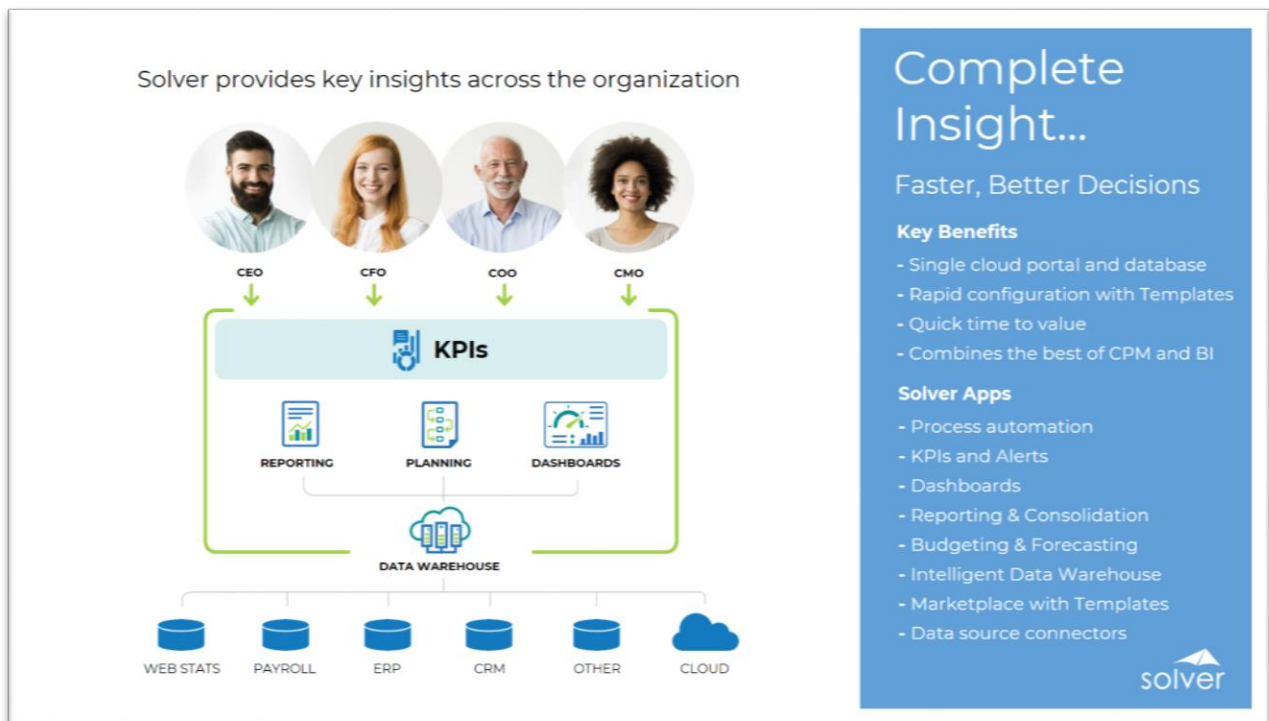 Solver provides key insights across the organization
CEO
CFO
COO
CMO
KPIs
REPORTING
PLANNING
DASHBOARDS
DATA WAREHOUSE
WEB STATS
PAYROLL
ERP
CRM
OTHER
CLOUD
Complete
Insight...
Faster, Better Decisions
Key Benefits
- Single cloud portal and database
- Rapid configuration with Templates
- Quick time to value
- Combines the best of CPM and BI
Solver Apps
- Process automation
- KPIs and Alerts
- Dashboards
- Reporting & Consolidation
- Budgeting & Forecasting
- Intelligent Data Warehouse
- Marketplace with Templates
- Data source connectors
solver